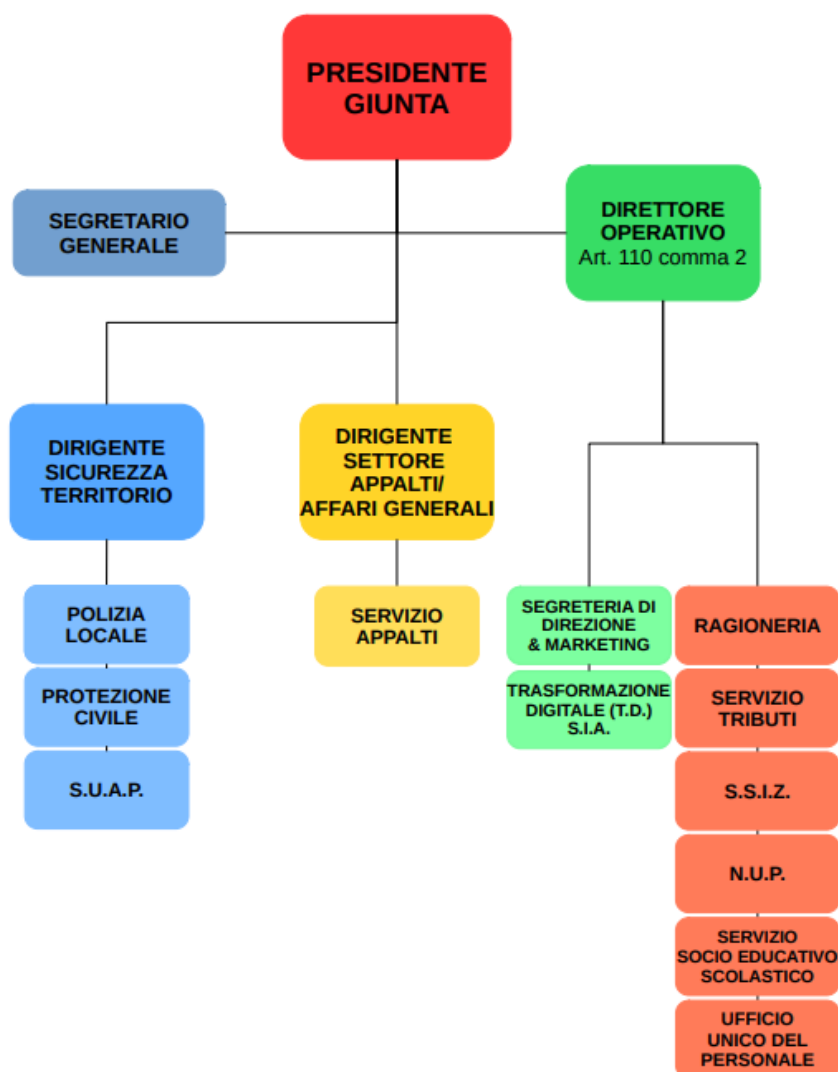 PRESIDENTE
GIUNTA
SEGRETARIO
GENERALE
DIRETTORE
OPERATIVO
Art. 110 comma 2
DIRIGENTE
SICUREZZA
TERRITORIO
DIRIGENTE
SETTORE
APPALTI/
AFFARI GENERALI
POLIZIA
LOCALE
PROTEZIONE
CIVILE
S.U.A.P.
SERVIZIO
APPALTI
SEGRETERIA DI
DIREZIONE
& MARKETING
TRASFORMAZIONE
DIGITALE (T.D.)
S.I.A.
RAGIONERIA
SERVIZIO
TRIBUTI
S.S.I.Z.
N.U.P.
SERVIZIO
SOCIO EDUCATIVO
SCOLASTICO
UFFICIO
UNICO DEL
PERSONALE